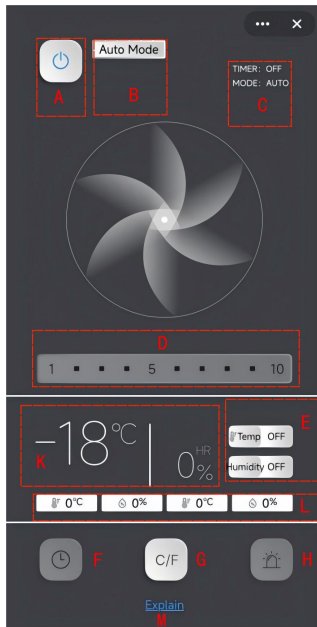 Auto Mode
A
B
TIMER: OFF
MODE: AUTO
C
D
1 5 10
-18°C
HR
0%
K
E
Temp OFF
Humidity OFF
0°C 0% 0°C 0%
L
F
C/F
G
H
Explain
M